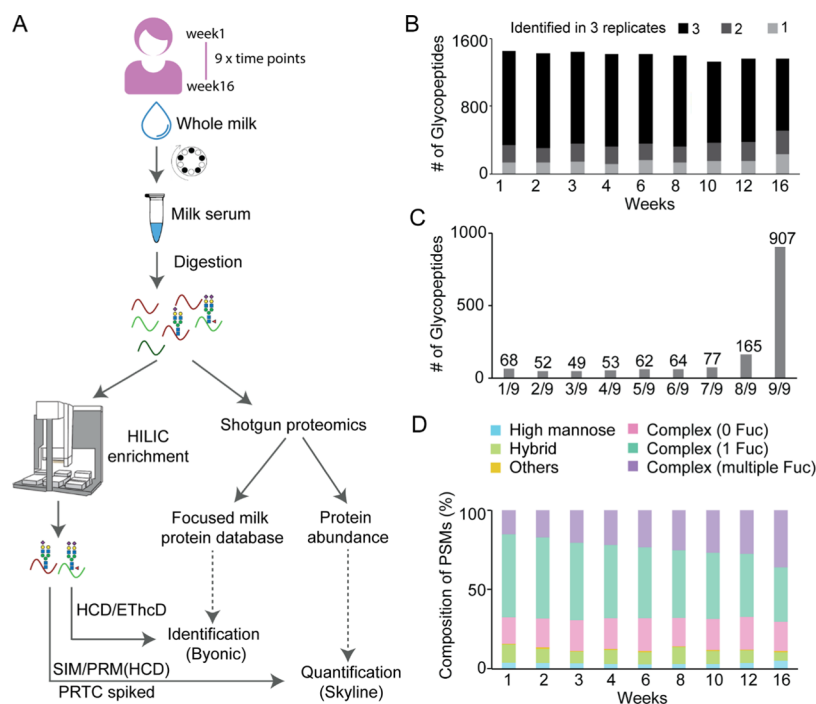 A
week1
9 x time points
week16
Whole milk
Milk serum
Digestion
HILIC
enrichment
Shotgun proteomics
Focused milk
protein database
Protein
abundance
HCD/EThcD
Identification
(Byonic)
SIM/PRM(HCD)
PRTC spiked
Quantification
(Skyline)
B
Identified in 3 replicates 3 2 1
# of Glycopeptides
1600
800
0
1 2 3 4 6 8 10 12 16
Weeks
C
# of Glycopeptides
1000
500
0
68 52 49 53 62 64 77 165 907
1/9 2/9 3/9 4/9 5/9 6/9 7/9 8/9 9/9
D
High mannose
Hybrid
Others
Complex (0 Fuc)
Complex (1 Fuc)
Complex (multiple Fuc)
Composition of PSMs (%)
100
50
0
1 2 3 4 6 8 10 12 16
Weeks